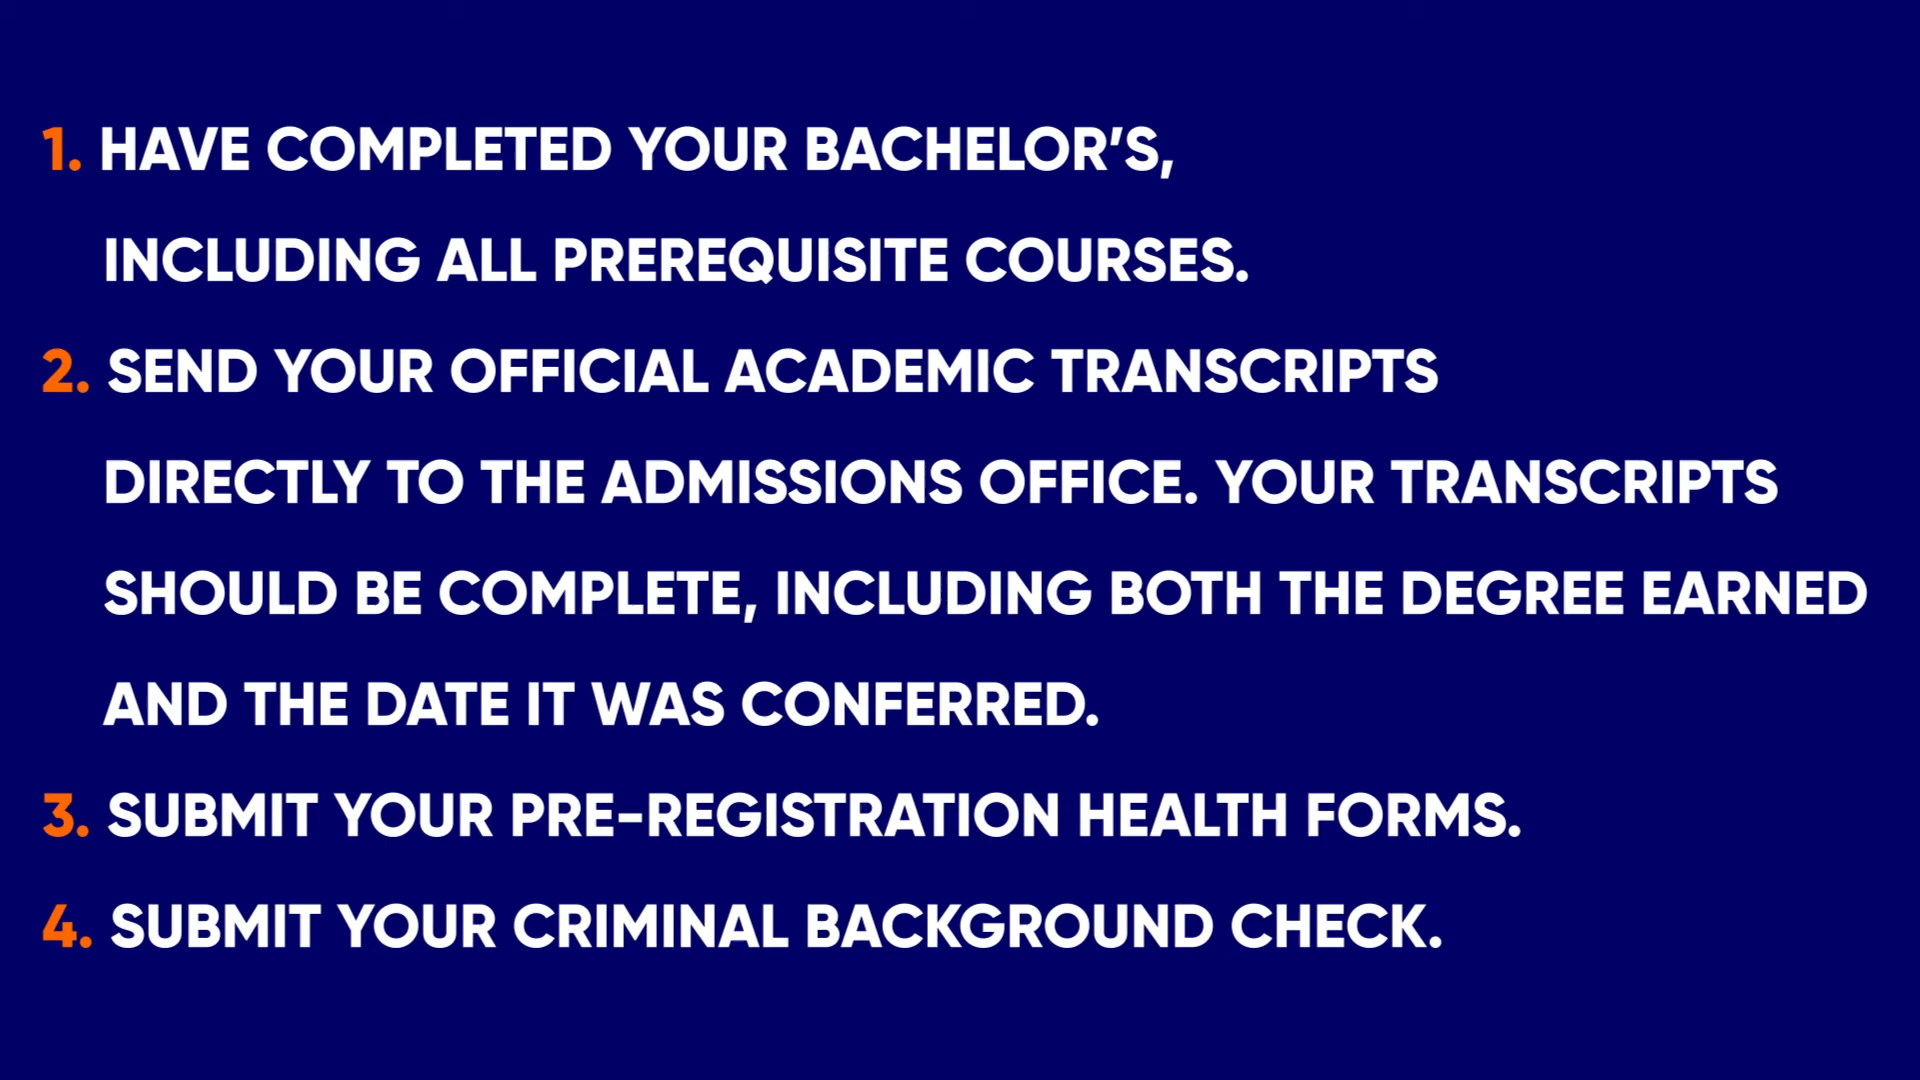 1. HAVE COMPLETED YOUR BACHELOR’S,
INCLUDING ALL PREREQUISITE COURSES.
2. SEND YOUR OFFICIAL ACADEMIC TRANSCRIPTS
DIRECTLY TO THE ADMISSIONS OFFICE. YOUR TRANSCRIPTS
SHOULD BE COMPLETE, INCLUDING BOTH THE DEGREE EARNED
AND THE DATE IT WAS CONFERRED.
3. SUBMIT YOUR PRE-REGISTRATION HEALTH FORMS.
4. SUBMIT YOUR CRIMINAL BACKGROUND CHECK.